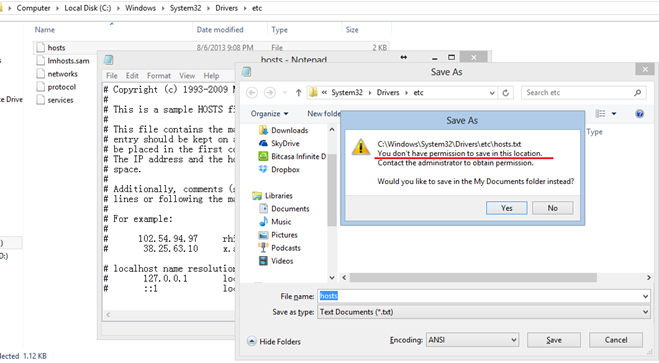 Computer ▸ Local Disk (C:) ▸ Windows ▸ System32 ▸ Drivers ▸ etc
Name
Date modified
Type
Size
hosts
8/6/2013 9:08 PM
File
2 KB
lmhosts.sam
networks
protocol
services
te Drive
)
D:)
lected 1.12 KB
hosts - Notepad
File Edit Format View Help
# Copyright (c) 1993-2009 M
#
# This is a sample HOSTS fi
#
# This file contains the ma
# entry should be kept on a
# be placed in the first co
# The IP address and the ho
# space.
#
# Additionally, comments (s
# lines or following the ma
#
# For example:
#
# 102.54.94.97 rhi
# 38.25.63.10 x.a
# localhost name resolution
# 127.0.0.1 loc
# ::1 loc
Save As
« System32 ▸ Drivers ▸ etc
Search etc
Organize
New folde
Type
Downloads
SkyDrive
Bitcasa Infinite D
Dropbox
Libraries
Documents
Music
Pictures
Podcasts
Videos
Save As
C:\Windows\System32\Drivers\etc\hosts.txt
You don't have permission to save in this location.
Contact the administrator to obtain permission.
Would you like to save in the My Documents folder instead?
Yes
No
File name: hosts
Save as type: Text Documents (*.txt)
Hide Folders
Encoding: ANSI
Save
Cancel